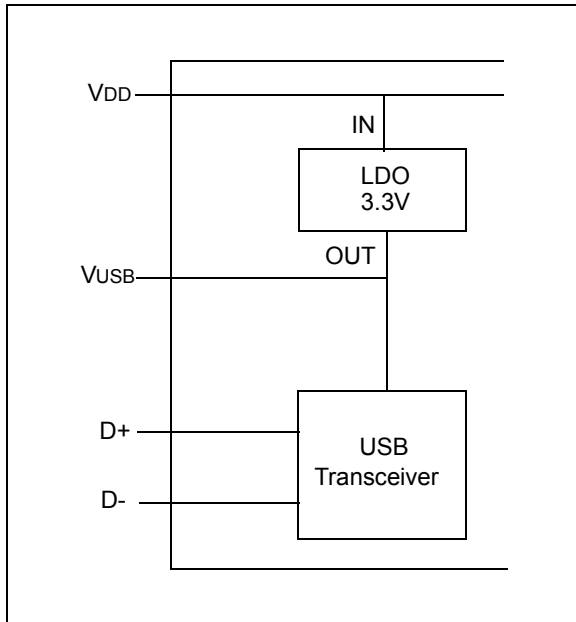 VDD
IN
LDO
3.3V
OUT
VUSB
D+
USB
Transceiver
D-